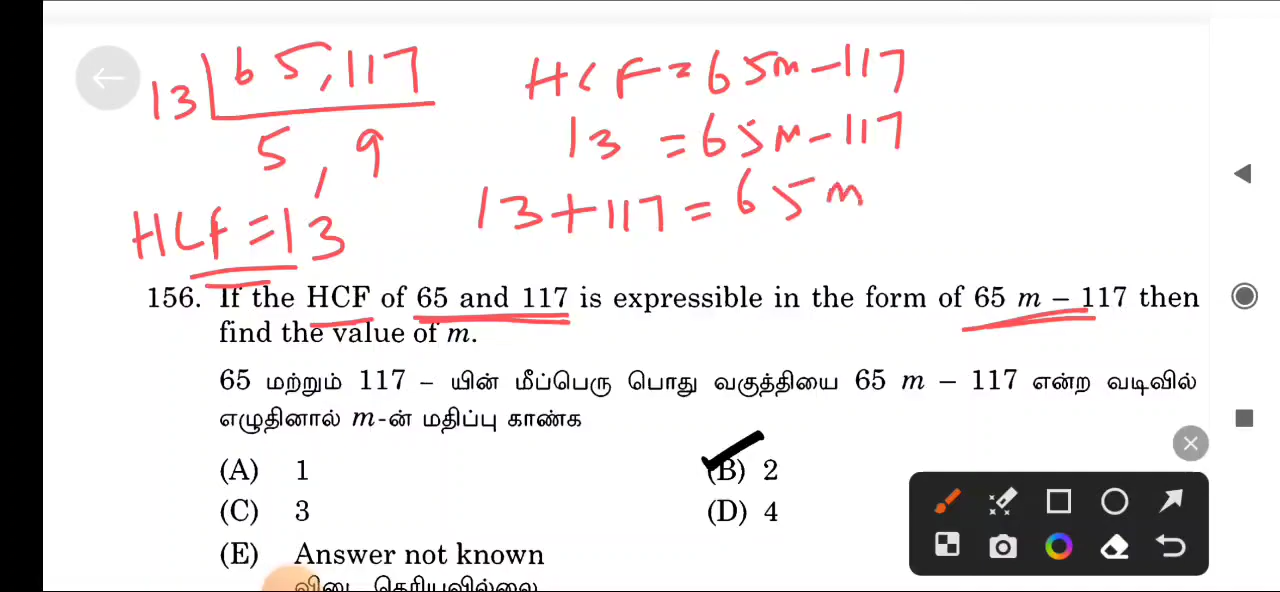 13 | 65, 117
5, 9
HCF = 13
HCF = 65m - 117
13 = 65m - 117
13 + 117 = 65m
156. If the HCF of 65 and 117 is expressible in the form of 65 m – 117 then
find the value of m.
65 மற்றும் 117 – யின் மீப்பெரு பொது வகுத்தியை 65 m – 117 என்ற வடிவில்
எழுதினால் m-ன் மதிப்பு காண்க
(A) 1
(B) 2
(C) 3
(D) 4
(E) Answer not known
விடை தெரியவில்லை